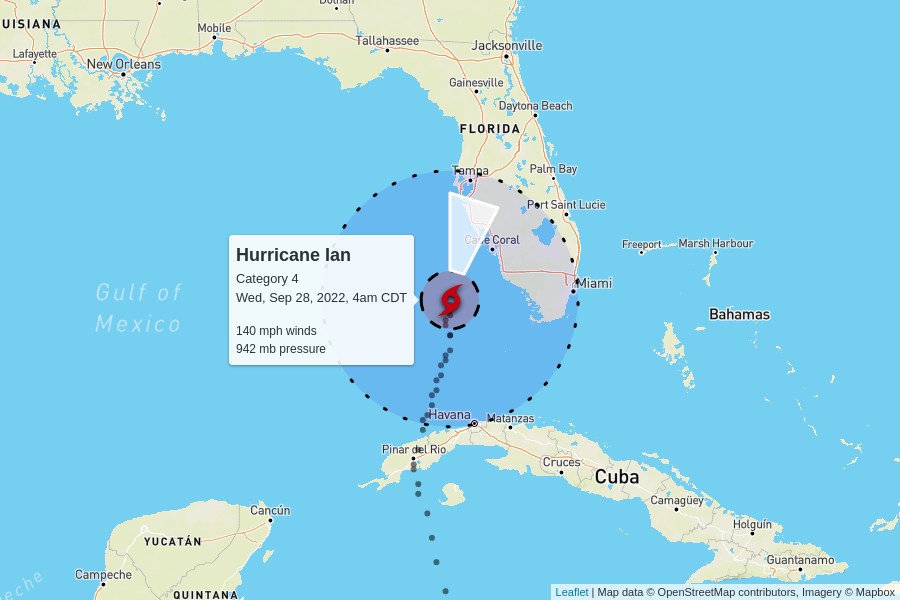 Dothan
UISIANA
Mobile
Tallahassee
Jacksonville
Lafayette
New Orleans
Gainesville
Daytona Beach
FLORIDA
Tampa
Palm Bay
Port Saint Lucie
Cape Coral
Freeport
Marsh Harbour
Hurricane Ian
Category 4
Wed, Sep 28, 2022, 4am CDT
140 mph winds
942 mb pressure
Miami
Gulf of
Mexico
Bahamas
Havana
Matanzas
Pinar del Rio
Cruces
Cuba
Camagüey
Cancún
Holguín
YUCATÁN
Guantanamo
Campeche
eche
QUINTANA
Leaflet | Map data © OpenStreetMap contributors, Imagery © Mapbox